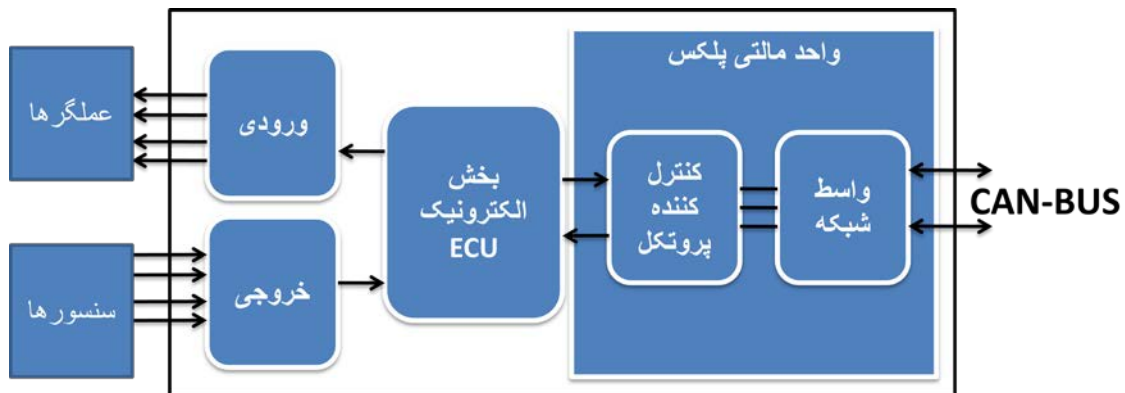 واحد مالتی پلکس
عملگرها
ورودی
بخش
الکترونیک
ECU
کنترل
کننده
پروتکل
واسط
شبکه
CAN-BUS
سنسورها
خروجی